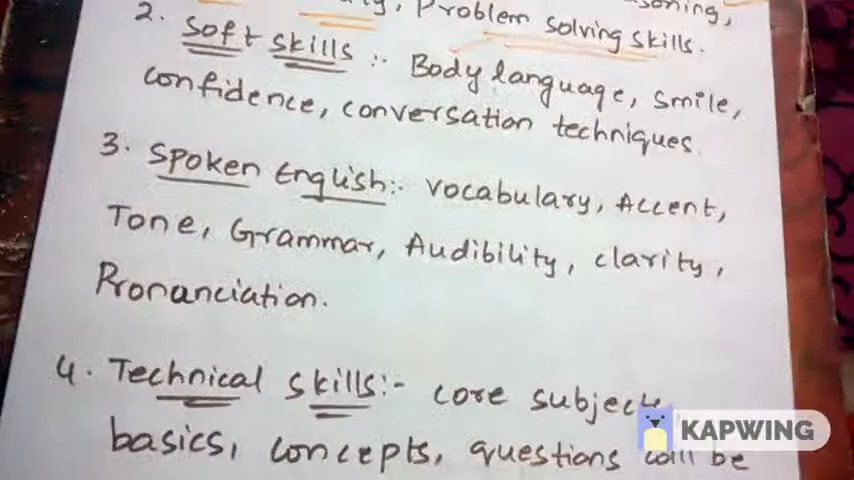 Problem solving skills.
2. Soft skills :- Body language, smile,
confidence, conversation techniques.
3. Spoken English:- Vocabulary, Accent,
Tone, Grammar, Audibility, clarity,
Pronanciation.
4. Technical skills:- core subject
basics, concepts, questions will be
KAPWING